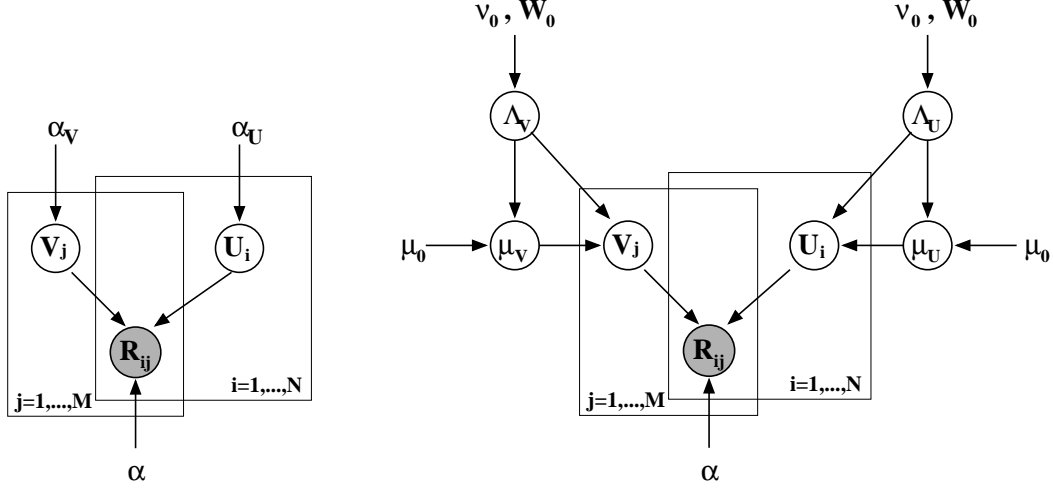 α_V α_U
V_j U_i
R_ij
i=1,...,N
j=1,...,M
α
ν_0 , W_0 ν_0 , W_0
Λ_V Λ_U
μ_0 μ_V V_j U_i μ_U μ_0
R_ij
j=1,...,M i=1,...,N
α